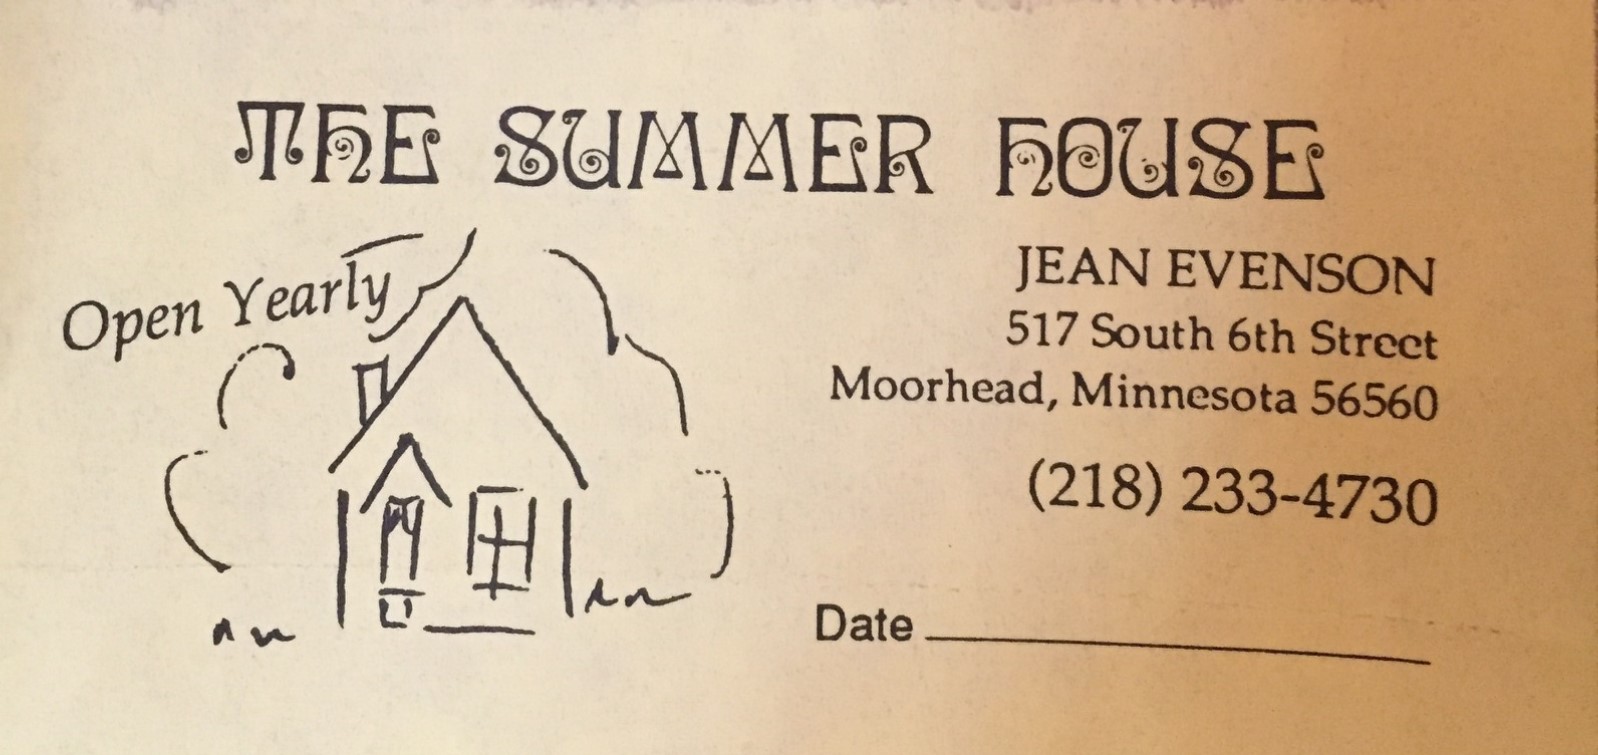 THE SUMMER HOUSE
Open Yearly
JEAN EVENSON
517 South 6th Street
Moorhead, Minnesota 56560
(218) 233-4730
Date